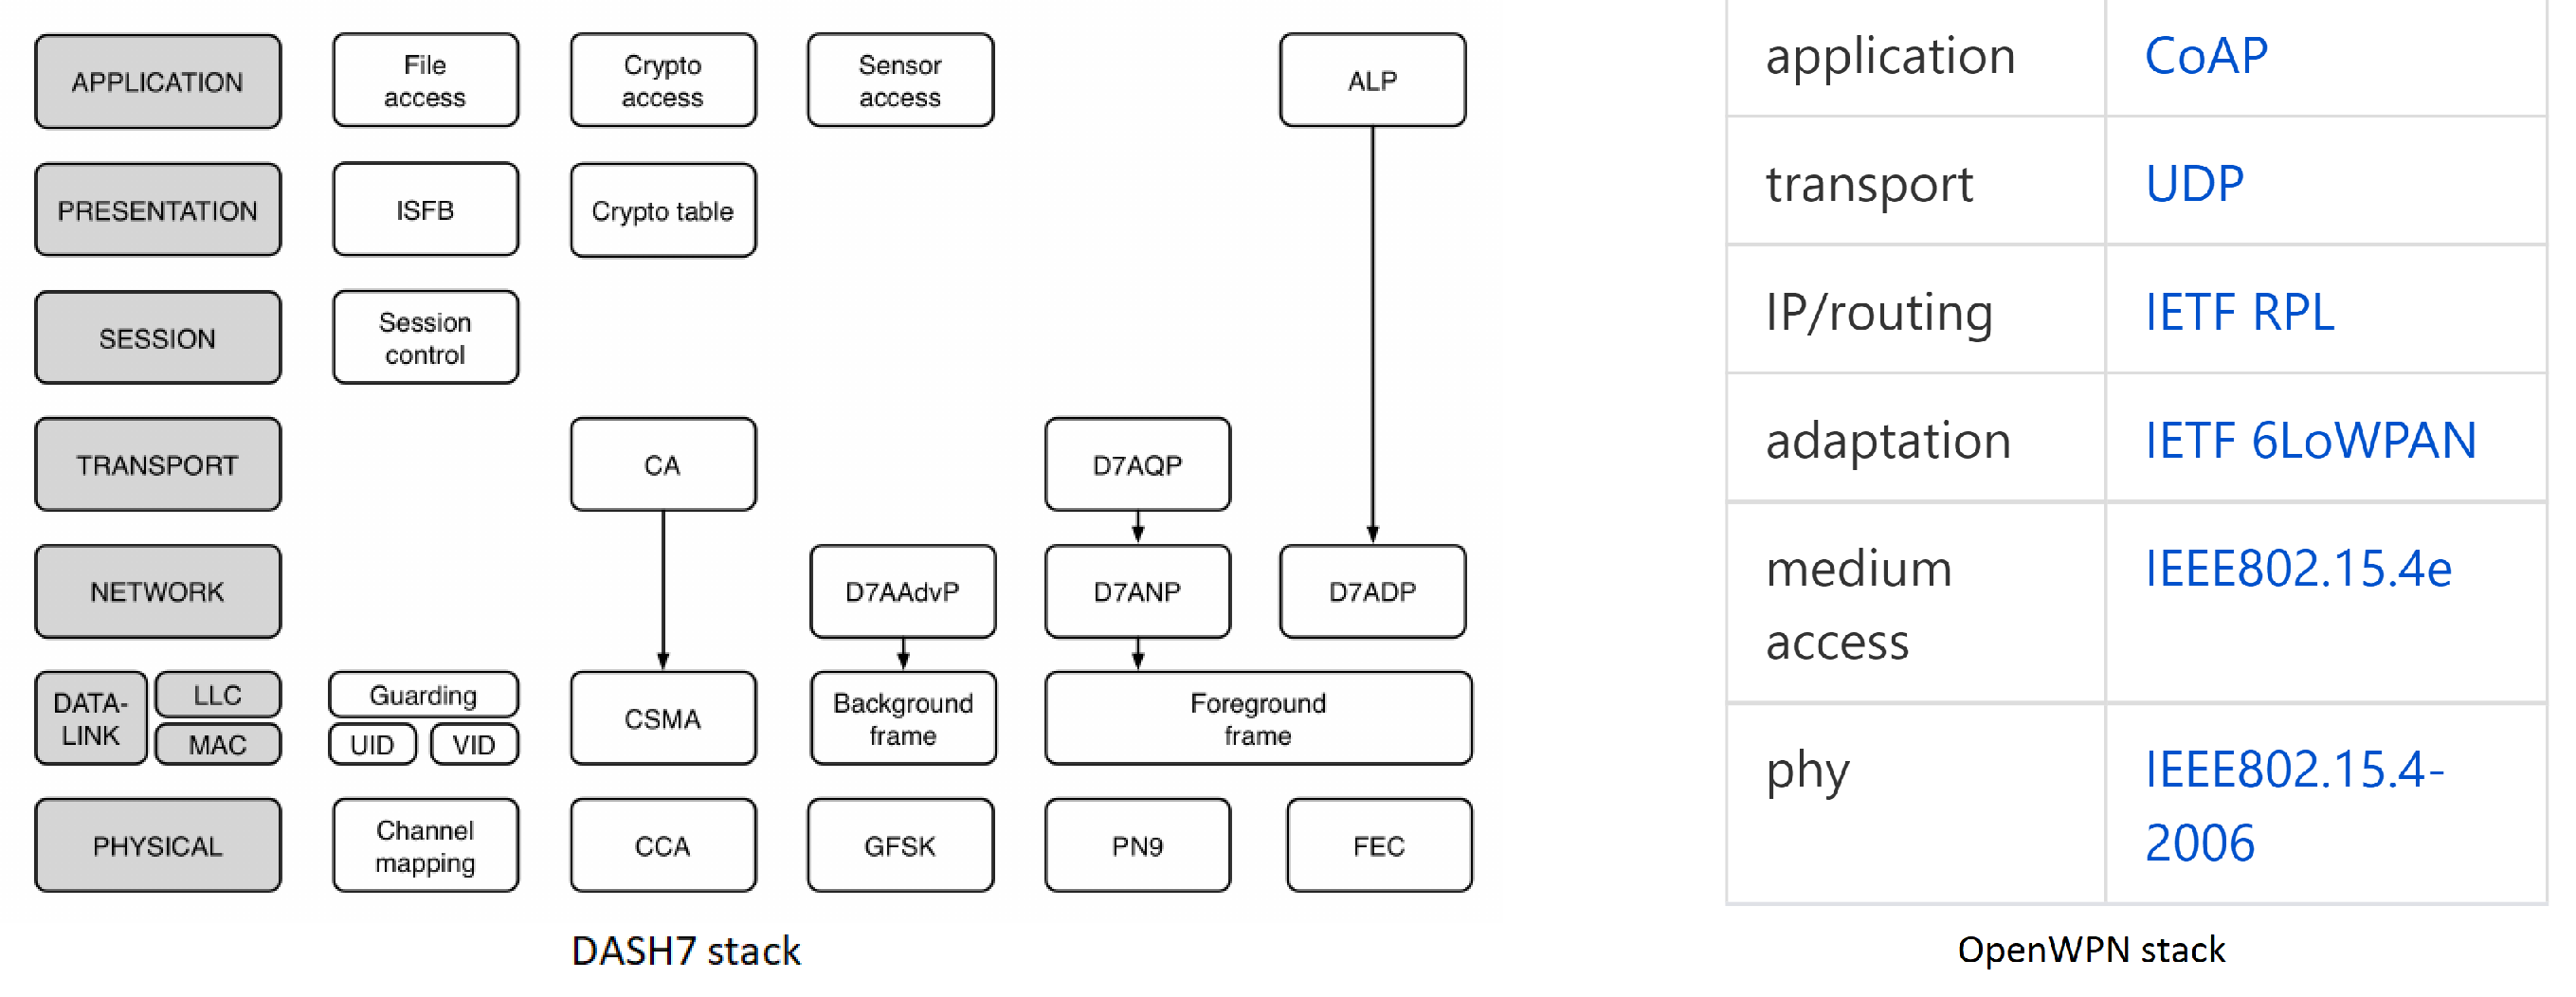 APPLICATION
File
access
Crypto
access
Sensor
access
ALP
PRESENTATION
ISFB
Crypto table
SESSION
Session
control
TRANSPORT
CA
D7AQP
NETWORK
D7AAdvP
D7ANP
D7ADP
DATA-
LINK
LLC
MAC
Guarding
UID
VID
CSMA
Background
frame
Foreground
frame
PHYSICAL
Channel
mapping
CCA
GFSK
PN9
FEC
DASH7 stack
application
CoAP
transport
UDP
IP/routing
IETF RPL
adaptation
IETF 6LoWPAN
medium
access
IEEE802.15.4e
phy
IEEE802.15.4-
2006
OpenWPN stack